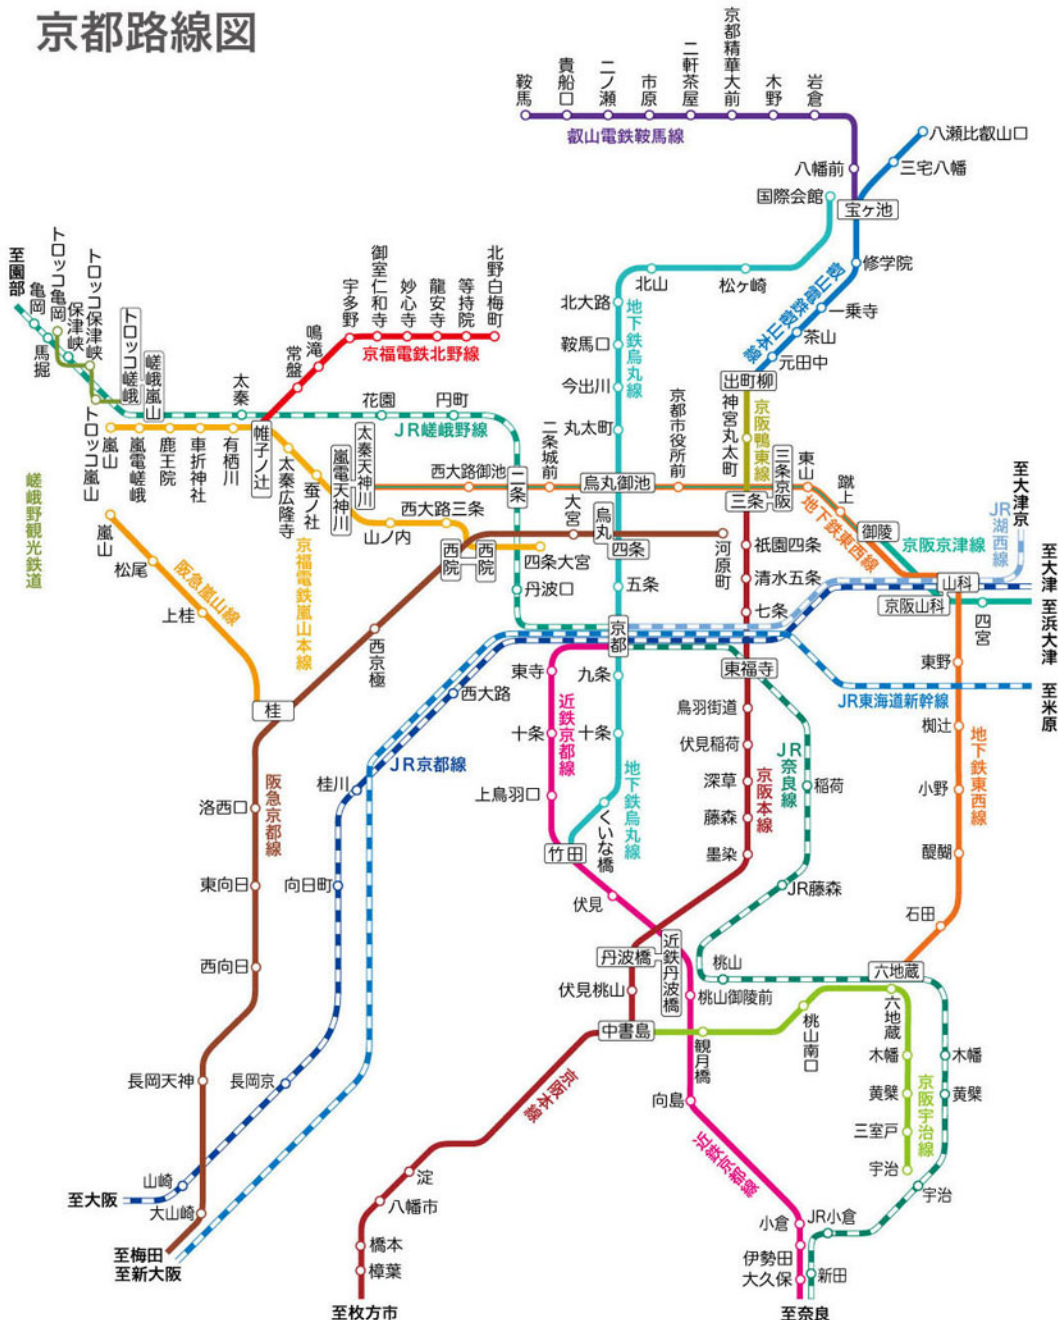 京都路線図
鞍馬
貴船口
二ノ瀬
市原
二軒茶屋
京都精華大前
木野
岩倉
叡山電鉄鞍馬線
八幡前
八瀬比叡山口
三宅八幡
宝ヶ池
国際会館
修学院
一乗寺
茶山
元田中
叡山電鉄叡山本線
出町柳
北山
松ヶ崎
北大路
鞍馬口
今出川
丸太町
地下鉄烏丸線
至園部
亀岡
トロッコ亀岡
馬掘
保津峡
トロッコ保津峡
トロッコ嵯峨
嵯峨嵐山
トロッコ嵐山
嵯峨野観光鉄道
太秦
花園
円町
JR嵯峨野線
北野白梅町
等持院
龍安寺
妙心寺
御室仁和寺
宇多野
鳴滝
常盤
京福電鉄北野線
嵐山
嵐電嵯峨
鹿王院
車折神社
有栖川
帷子ノ辻
太秦広隆寺
蚕ノ社
嵐電天神川
太秦天神川
山ノ内
西大路三条
西院
西院
四条大宮
京福電鉄嵐山本線
西大路御池
二条
二条城前
烏丸御池
京都市役所前
神宮丸太町
京阪鴨東線
三条京阪
三条
東山
蹴上
地下鉄東西線
御陵
京阪京津線
山科
京阪山科
四宮
至大津京
JR湖西線
至大津
至浜大津
至米原
嵐山
松尾
上桂
阪急嵐山線
桂
西京極
大宮
烏丸
四条
河原町
丹波口
五条
祇園四条
清水五条
七条
京都
東福寺
JR東海道新幹線
東寺
九条
十条
十条
上鳥羽口
近鉄京都線
地下鉄烏丸線
くいな橋
竹田
西大路
JR京都線
桂川
向日町
長岡京
山崎
至大阪
阪急京都線
洛西口
東向日
西向日
長岡天神
大山崎
至梅田
至新大阪
鳥羽街道
伏見稲荷
深草
藤森
墨染
京阪本線
JR奈良線
稲荷
JR藤森
桃山
東野
椥辻
小野
醍醐
石田
地下鉄東西線
六地蔵
伏見
丹波橋
近鉄丹波橋
伏見桃山
中書島
桃山御陵前
観月橋
桃山南口
六地蔵
木幡
木幡
黄檗
黄檗
三室戸
宇治
宇治
京阪宇治線
向島
近鉄京都線
小倉
伊勢田
大久保
JR小倉
新田
至奈良
京阪本線
淀
八幡市
橋本
樟葉
至枚方市